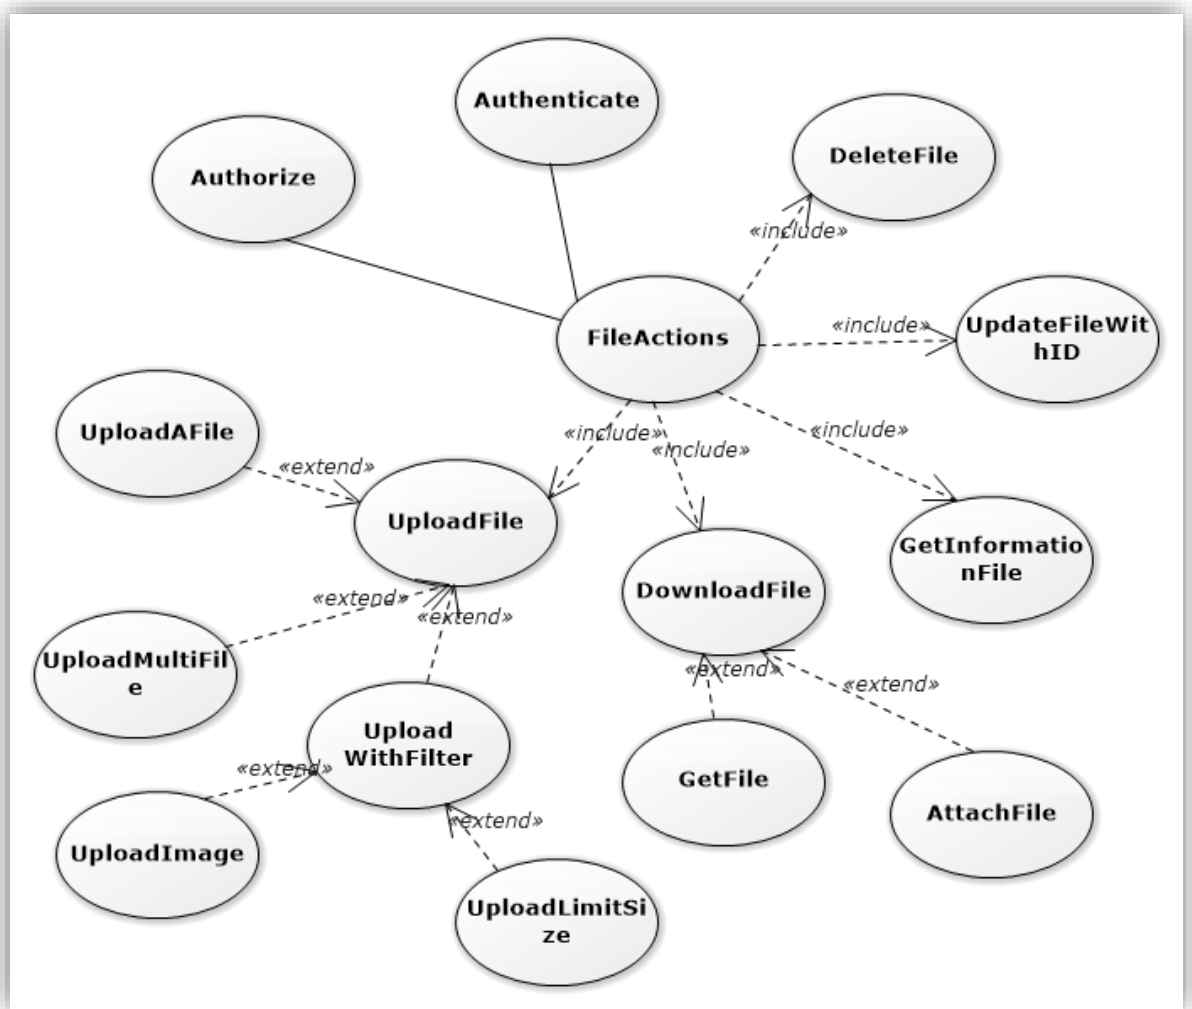 Authenticate
DeleteFile
Authorize
«include»
UpdateFileWit
hID
«include»
FileActions
UploadAFile
«include»
«include»
«include»
«extend»
UploadFile
GetInformatio
nFile
DownloadFile
«extend»
«extend»
UploadMultiFil
e
«extend»
«extend»
Upload
WithFilter
«extend»
GetFile
AttachFile
«extend»
UploadImage
UploadLimitSi
ze